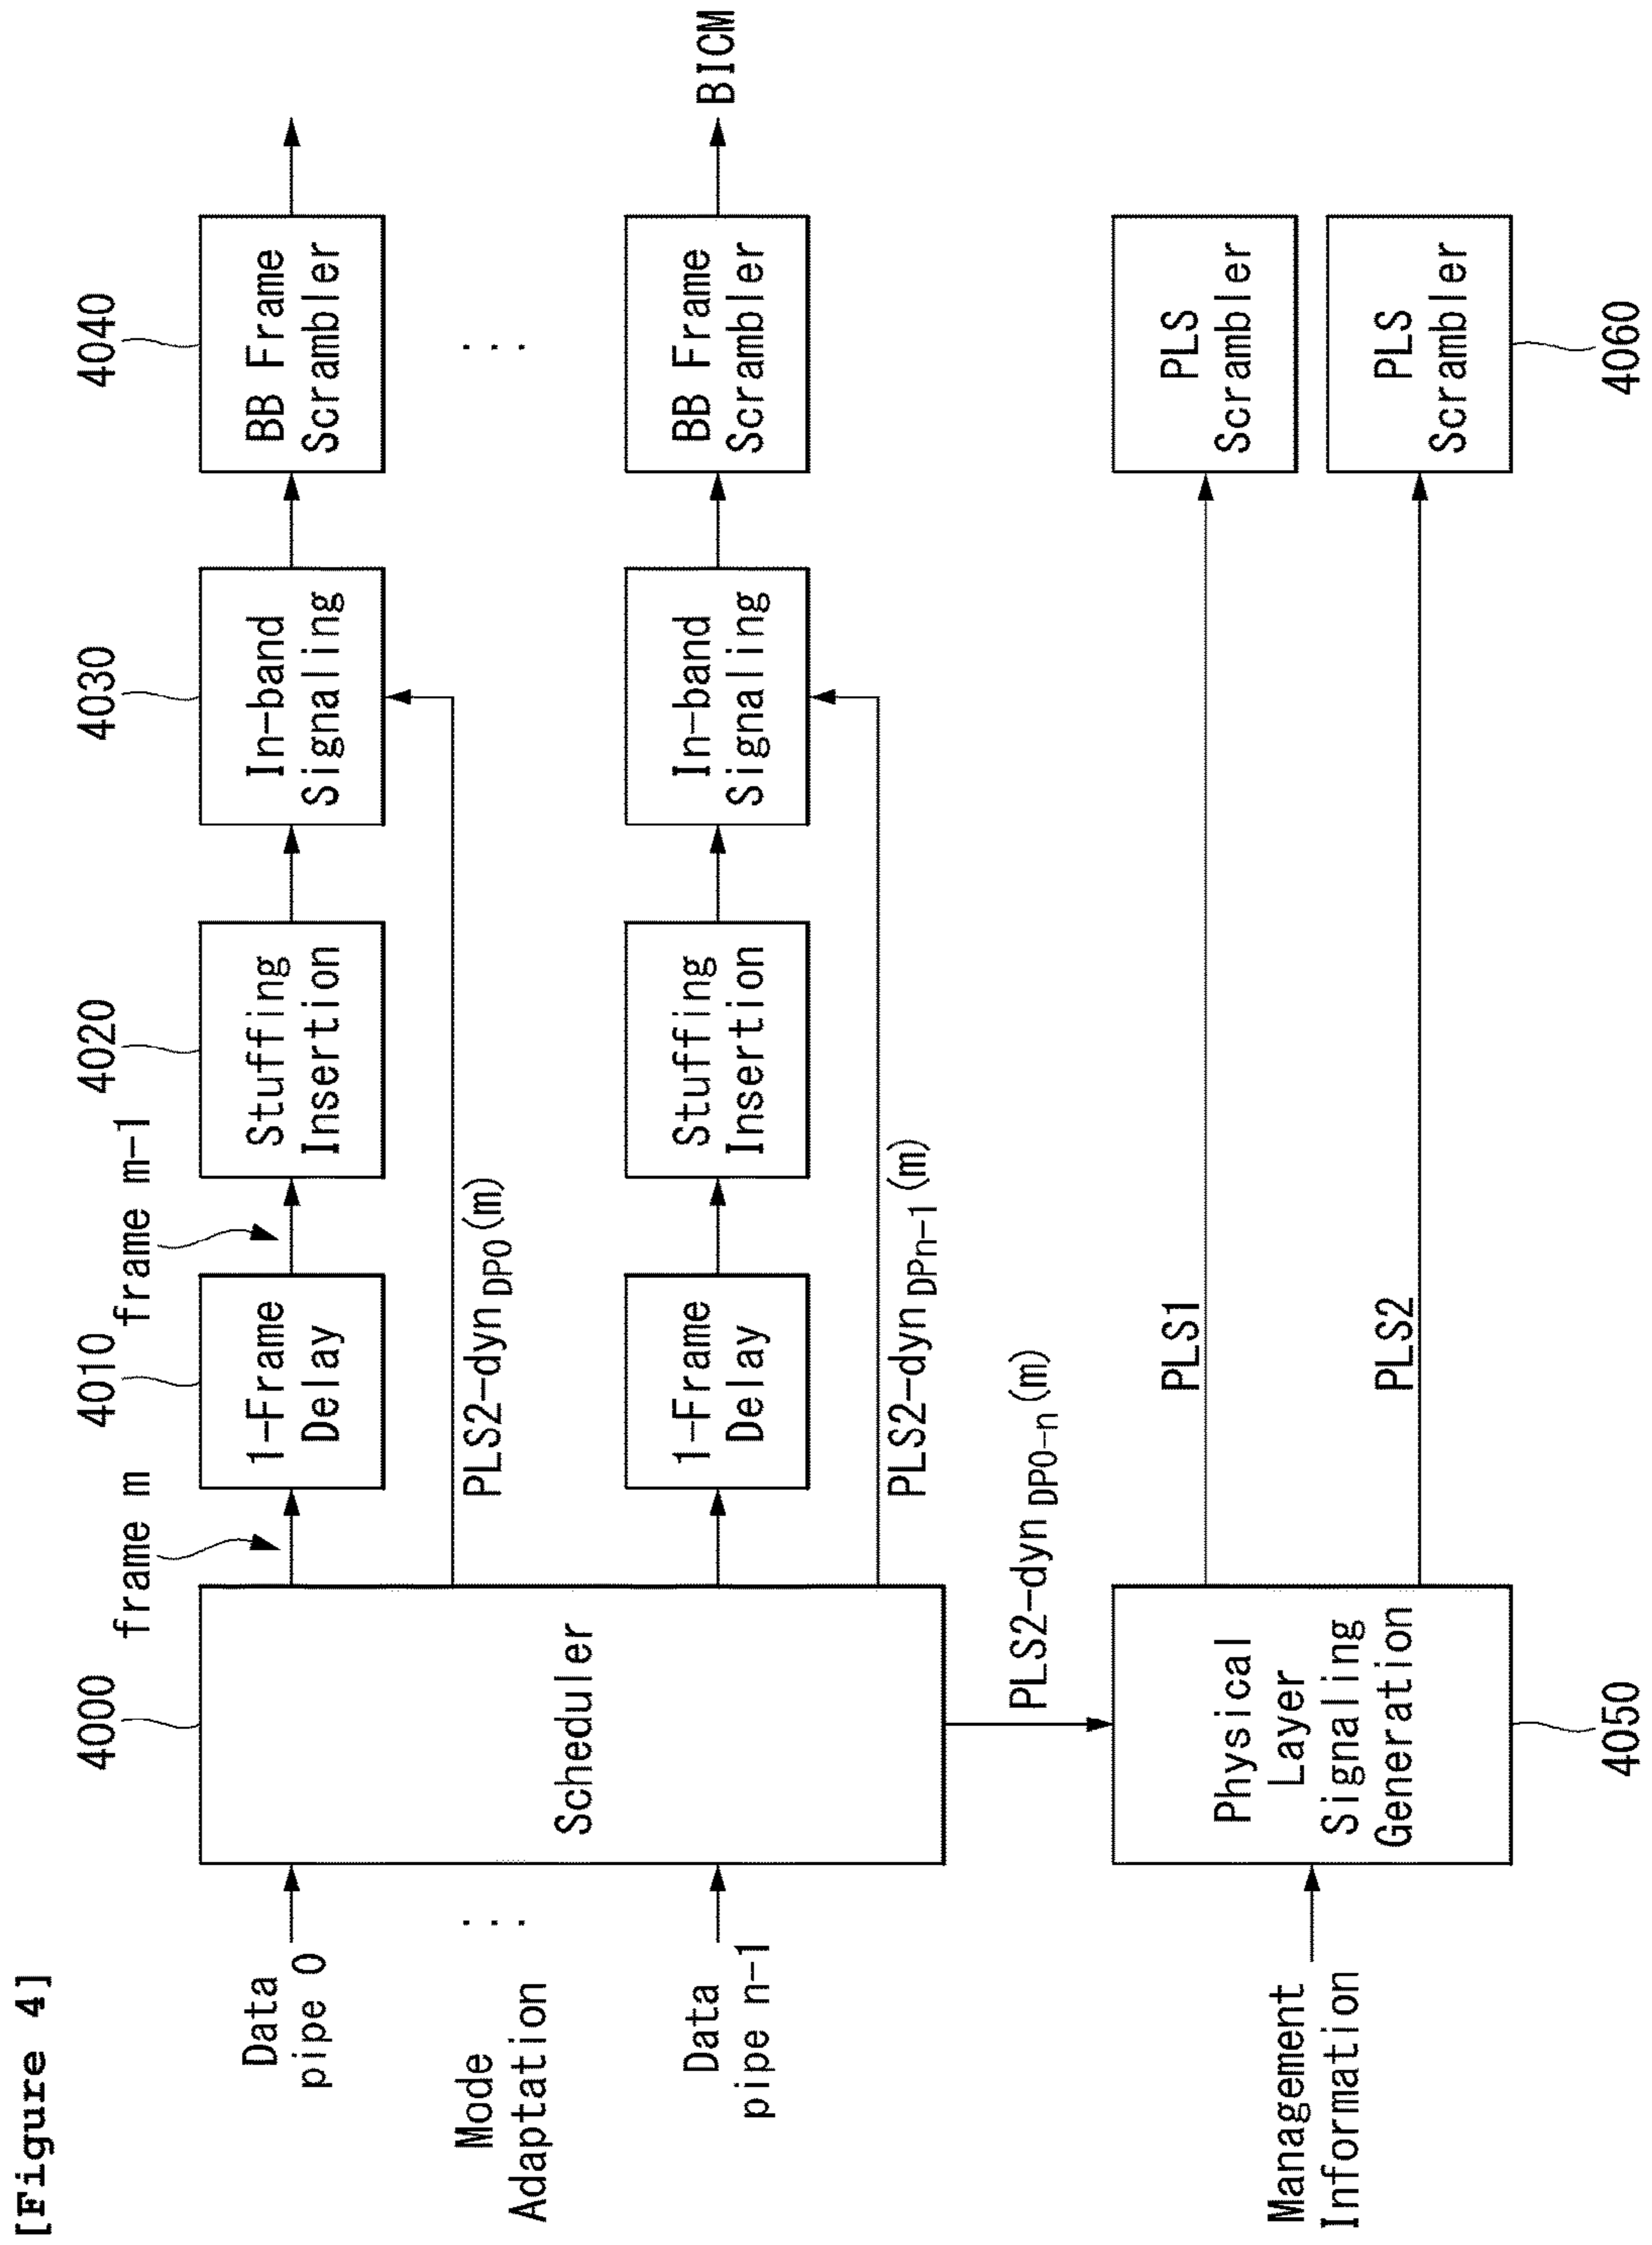 [Figure 4]
4000
4010
4020
4030
4040
frame m
frame m-1
Data
pipe 0
1-Frame
Delay
Stuffing
Insertion
In-band
Signaling
BB Frame
Scrambler
Mode
Adaptation
...
Scheduler
PLS2-dyn DP0 (m)
...
Data
pipe n-1
1-Frame
Delay
Stuffing
Insertion
In-band
Signaling
BB Frame
Scrambler
BICM
PLS2-dyn DPn-1 (m)
PLS2-dyn DP0-n (m)
Management
Information
Physical
Layer
Signaling
Generation
PLS1
PLS
Scrambler
PLS2
PLS
Scrambler
4050
4060